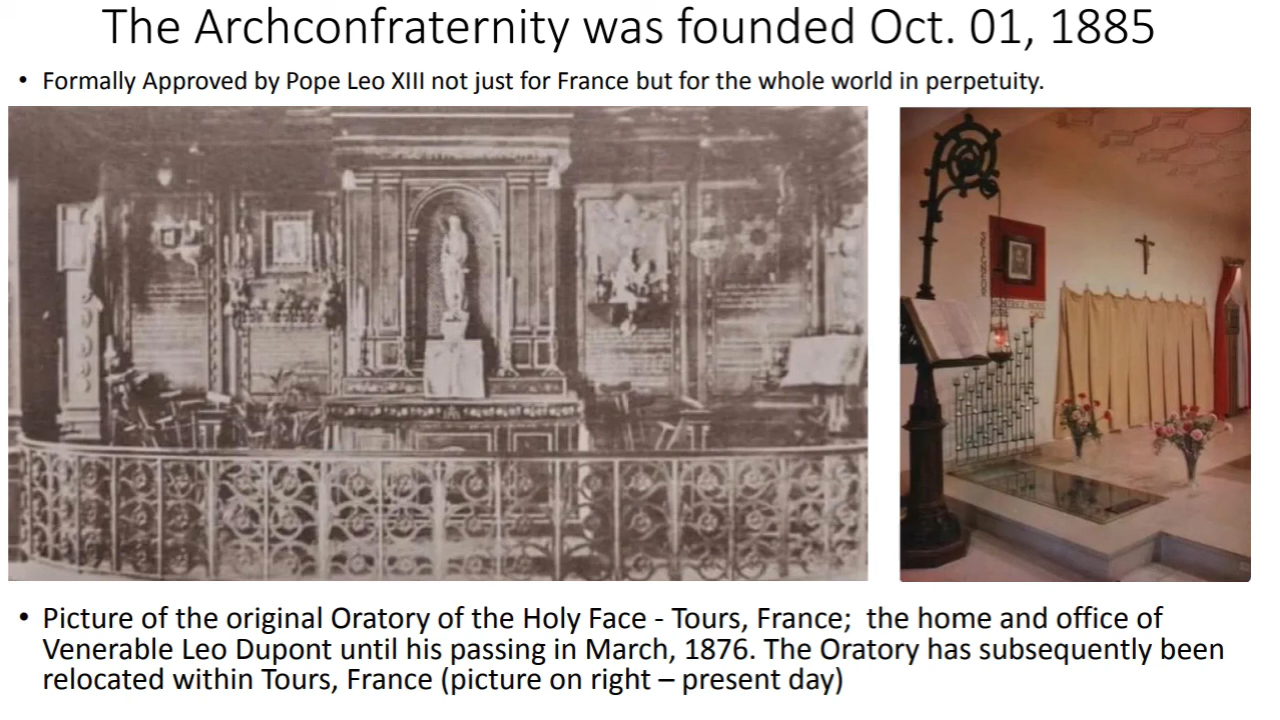 The Archconfraternity was founded Oct. 01, 1885
• Formally Approved by Pope Leo XIII not just for France but for the whole world in perpetuity.
• Picture of the original Oratory of the Holy Face - Tours, France;  the home and office of
Venerable Leo Dupont until his passing in March, 1876. The Oratory has subsequently been
relocated within Tours, France (picture on right – present day)